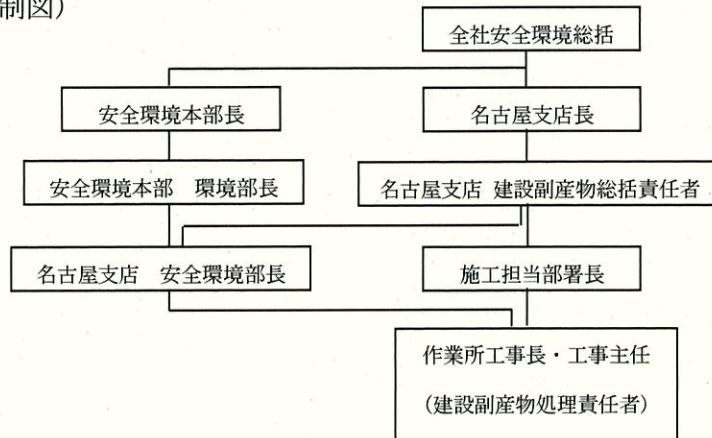 制図）
全社安全環境総括
安全環境本部長
名古屋支店長
安全環境本部　環境部長
名古屋支店 建設副産物総括責任者
名古屋支店　安全環境部長
施工担当部署長
作業所工事長・工事主任
（建設副産物処理責任者）